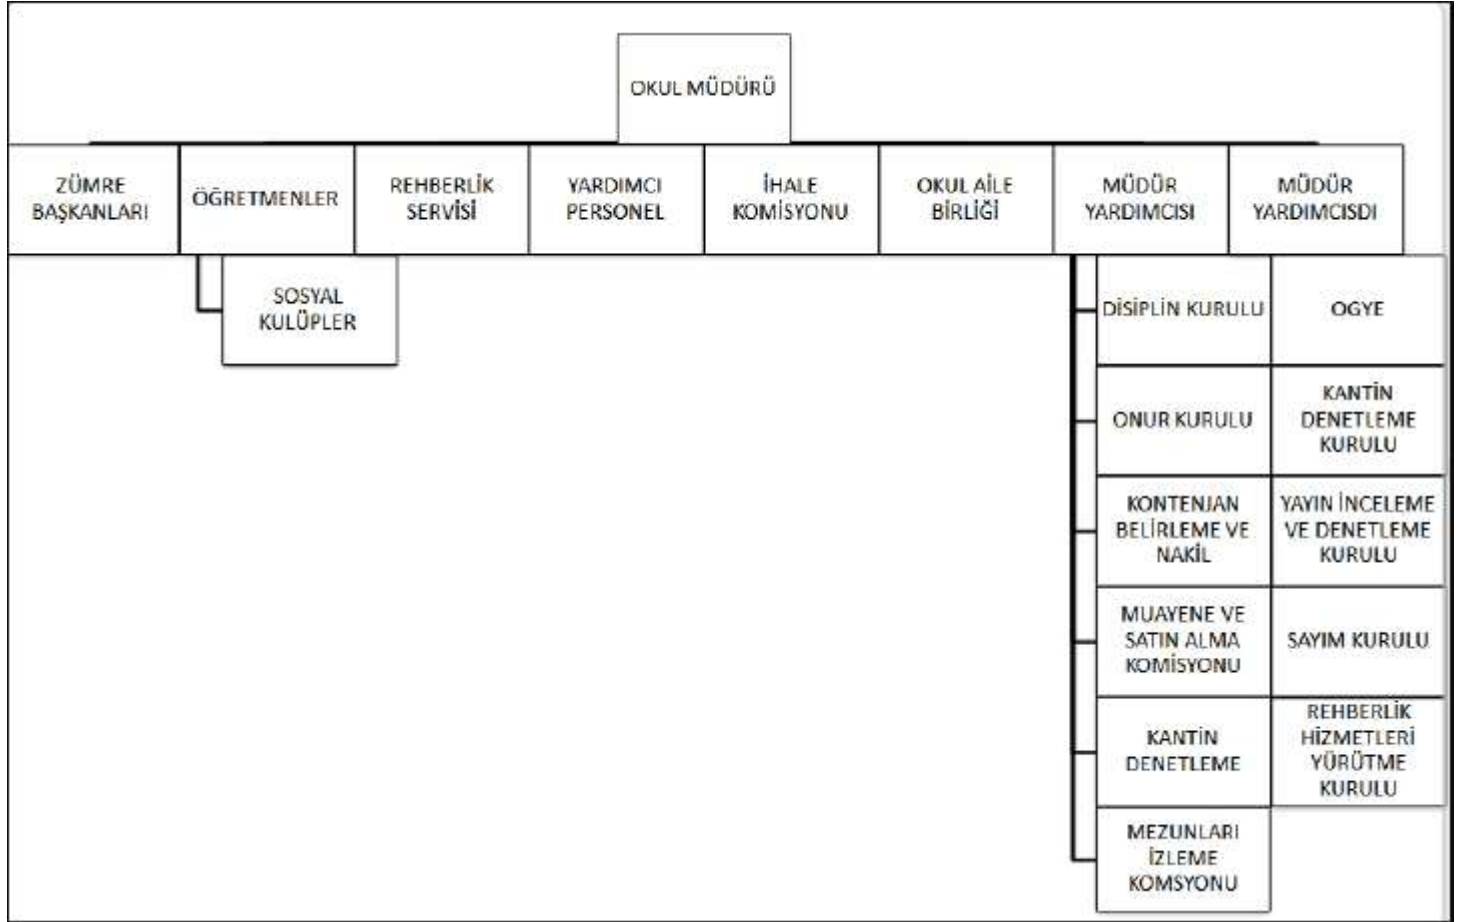 OKUL MÜDÜRÜ
ZÜMRE
BAŞKANLARI
ÖĞRETMENLER
REHBERLİK
SERVİSİ
YARDIMCI
PERSONEL
İHALE
KOMİSYONU
OKUL AİLE
BİRLİĞİ
MÜDÜR
YARDIMCISI
MÜDÜR
YARDIMCISDI
SOSYAL
KULÜPLER
DİSİPLİN KURULU
OGYE
ONUR KURULU
KANTİN
DENETLEME
KURULU
KONTENJAN
BELİRLEME VE
NAKİL
YAYIN İNCELEME
VE DENETLEME
KURULU
MUAYENE VE
SATIN ALMA
KOMİSYONU
SAYIM KURULU
KANTİN
DENETLEME
REHBERLİK
HİZMETLERİ
YÜRÜTME
KURULU
MEZUNLARI
İZLEME
KOMSYONU